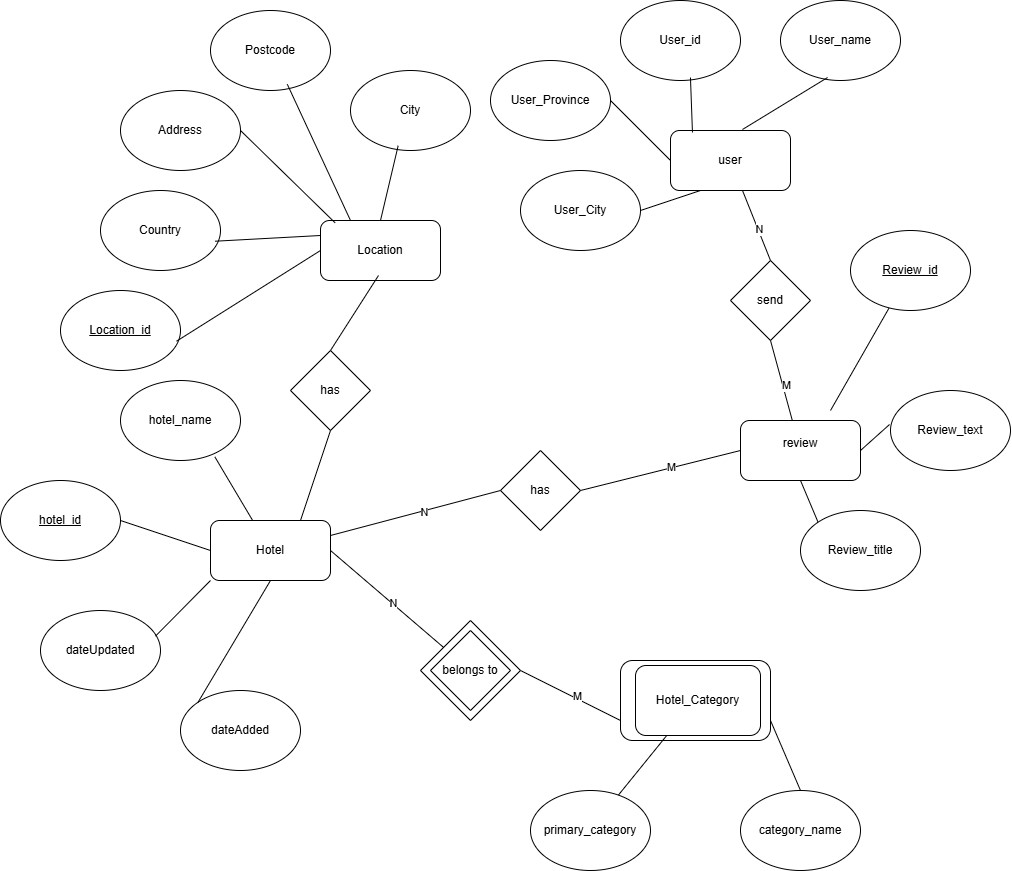 Postcode
User_id
User_name
City
User_Province
Address
user
User_City
Country
Location
N
Review_id
send
Location_id
M
has
hotel_name
Review_text
review
M
has
hotel_id
N
Hotel
Review_title
N
dateUpdated
belongs to
M
Hotel_Category
dateAdded
primary_category
category_name